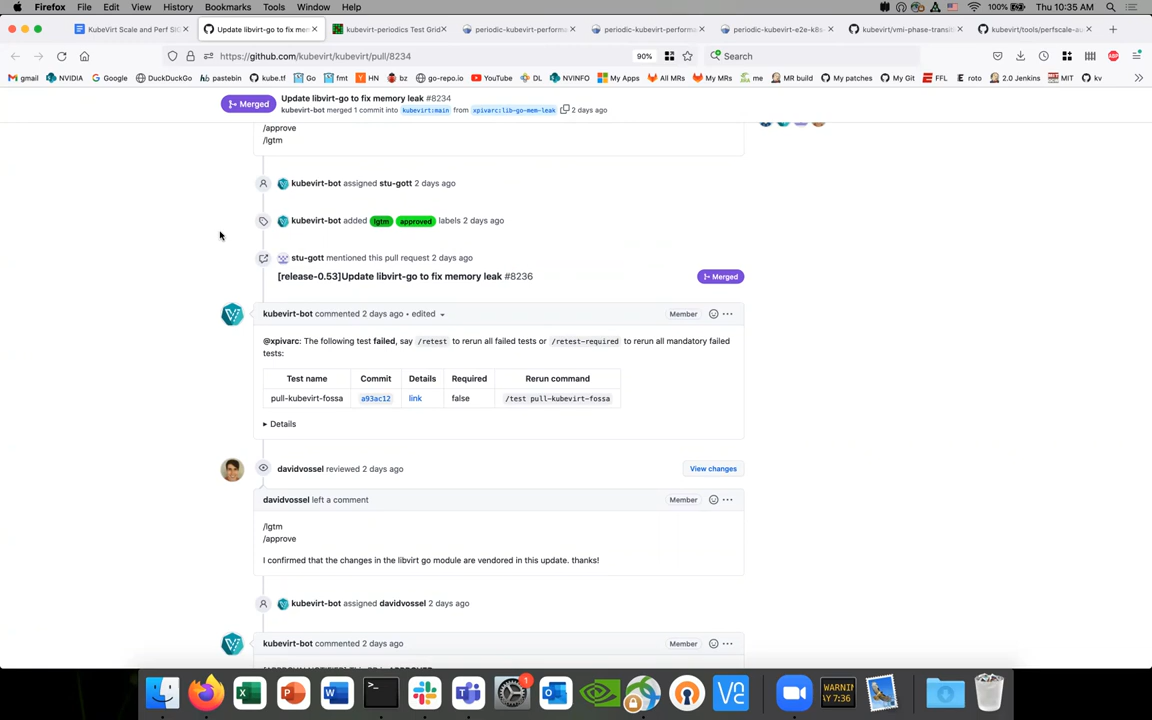 Firefox File Edit View History Bookmarks Tools Window Help 100% Thu 10:35 AM
KubeVirt Scale and Perf SIG
Update libvirt-go to fix mem
kubevirt-periodics Test Grid
periodic-kubevirt-performa
periodic-kubevirt-performa
periodic-kubevirt-e2e-k8s
kubevirt/vmi-phase-transiti
kubevirt/tools/perfscale-au
https://github.com/kubevirt/kubevirt/pull/8234 90% Search
gmail NVIDIA Google DuckDuckGo pastebin kube.tf Go fmt HN bz go-repo.io YouTube DL NVINFO My Apps All MRs My MRs me MR build My patches My Git FFL roto 2.0 Jenkins MIT kv
Merged Update libvirt-go to fix memory leak #8234
kubevirt-bot merged 1 commit into kubevirt:main from xpivarc:lib-go-mem-leak 2 days ago
/approve
/lgtm
kubevirt-bot assigned stu-gott 2 days ago
kubevirt-bot added lgtm approved labels 2 days ago
stu-gott mentioned this pull request 2 days ago
[release-0.53]Update libvirt-go to fix memory leak #8236 Merged
kubevirt-bot commented 2 days ago • edited Member
@xpivarc: The following test failed, say /retest to rerun all failed tests or /retest-required to rerun all mandatory failed
tests:
Test name Commit Details Required Rerun command
pull-kubevirt-fossa a93ac12 link false /test pull-kubevirt-fossa
Details
davidvossel reviewed 2 days ago View changes
davidvossel left a comment Member
/lgtm
/approve
I confirmed that the changes in the libvirt go module are vendored in this update. thanks!
kubevirt-bot assigned davidvossel 2 days ago
kubevirt-bot commented 2 days ago Member
1
WARNIN
Y 7:36